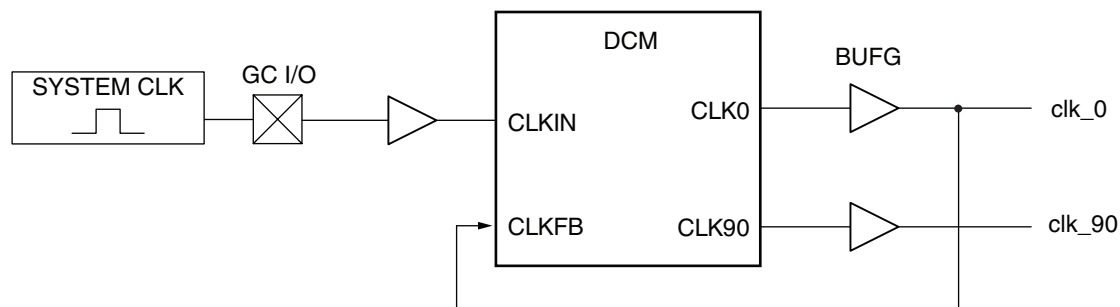 DCM
BUFG
GC I/O
SYSTEM CLK
CLKIN
CLK0
clk_0
CLKFB
CLK90
clk_90